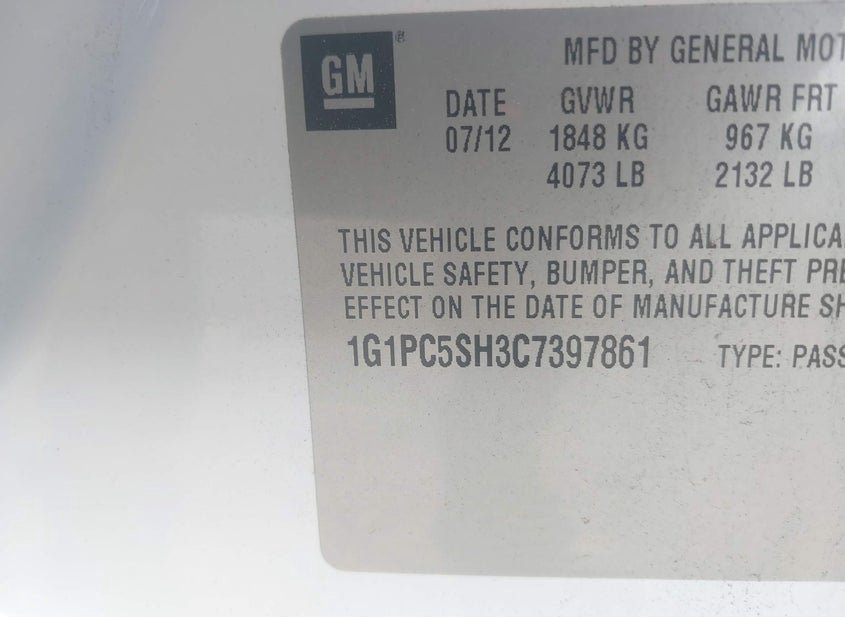 GM®
MFD BY GENERAL MOT
DATE GVWR GAWR FRT
07/12 1848 KG 967 KG
4073 LB 2132 LB
THIS VEHICLE CONFORMS TO ALL APPLICA
VEHICLE SAFETY, BUMPER, AND THEFT PRE
EFFECT ON THE DATE OF MANUFACTURE SH
1G1PC5SH3C7397861 TYPE: PASS